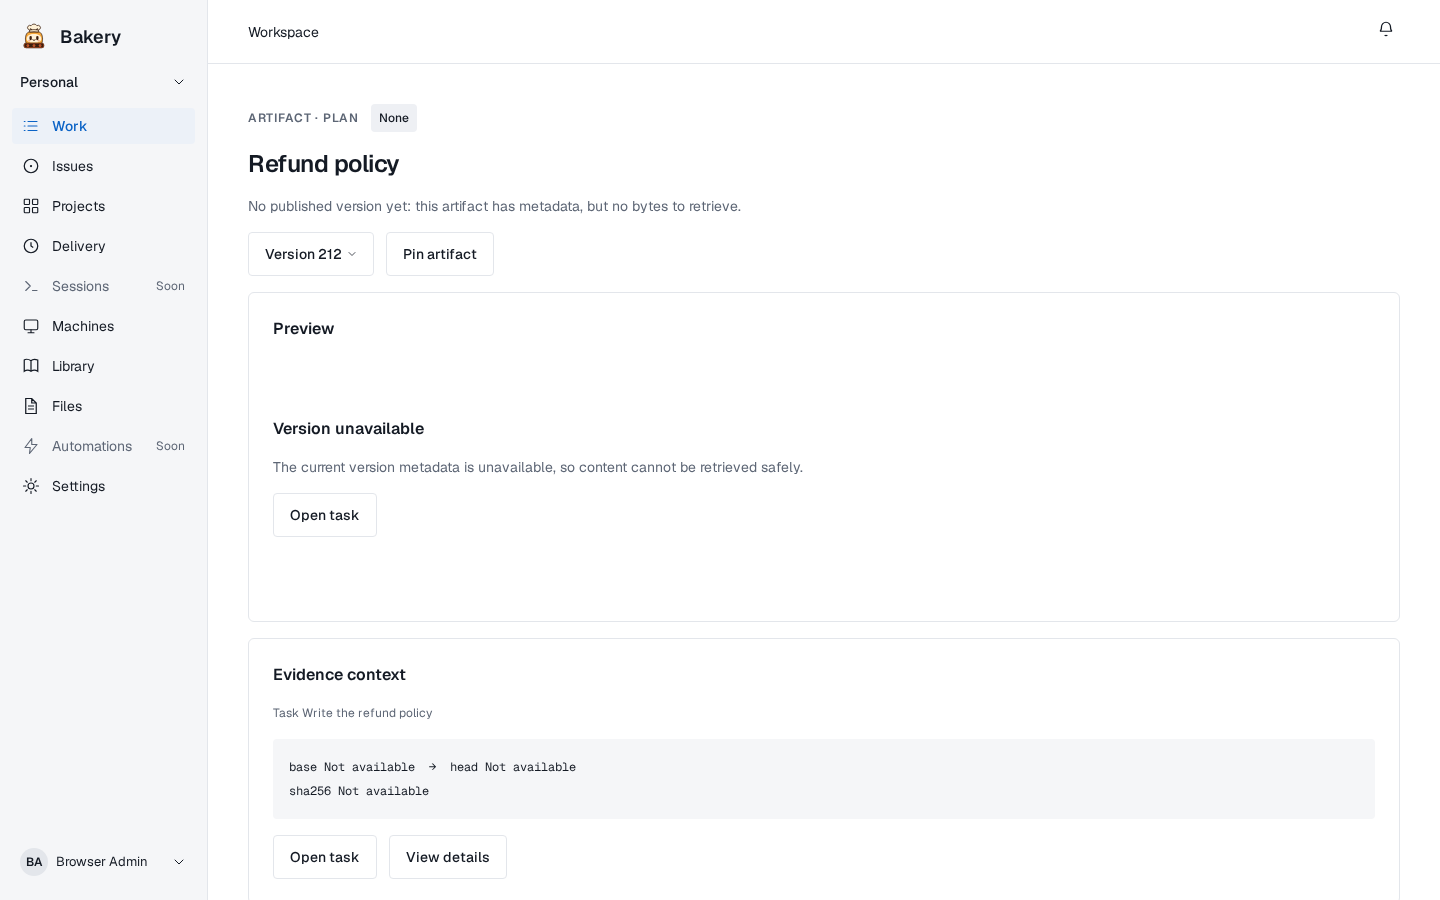 Bakery
Personal
Work
Issues
Projects
Delivery
Sessions Soon
Machines
Library
Files
Automations Soon
Settings
BA Browser Admin
Workspace
ARTIFACT · PLAN None
Refund policy
No published version yet: this artifact has metadata, but no bytes to retrieve.
Version 212 Pin artifact
Preview
Version unavailable
The current version metadata is unavailable, so content cannot be retrieved safely.
Open task
Evidence context
Task Write the refund policy
base Not available → head Not available
sha256 Not available
Open task View details